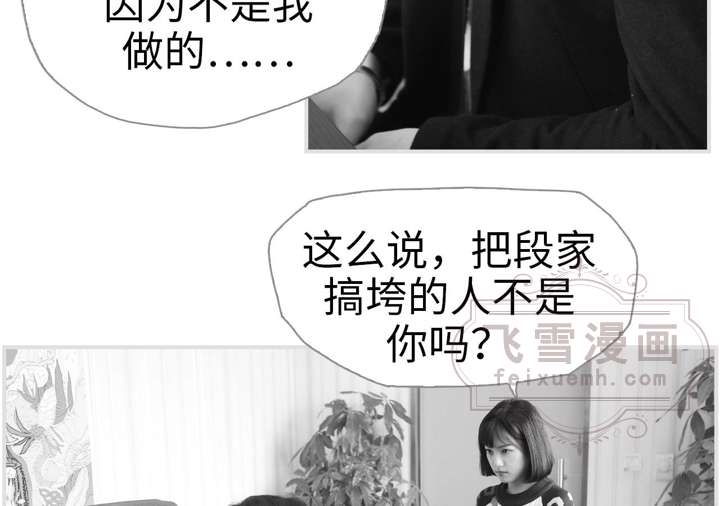 因为不是我
做的……
这么说，把段家
搞垮的人不是
你吗？
飞雪漫画
feixuemh.com